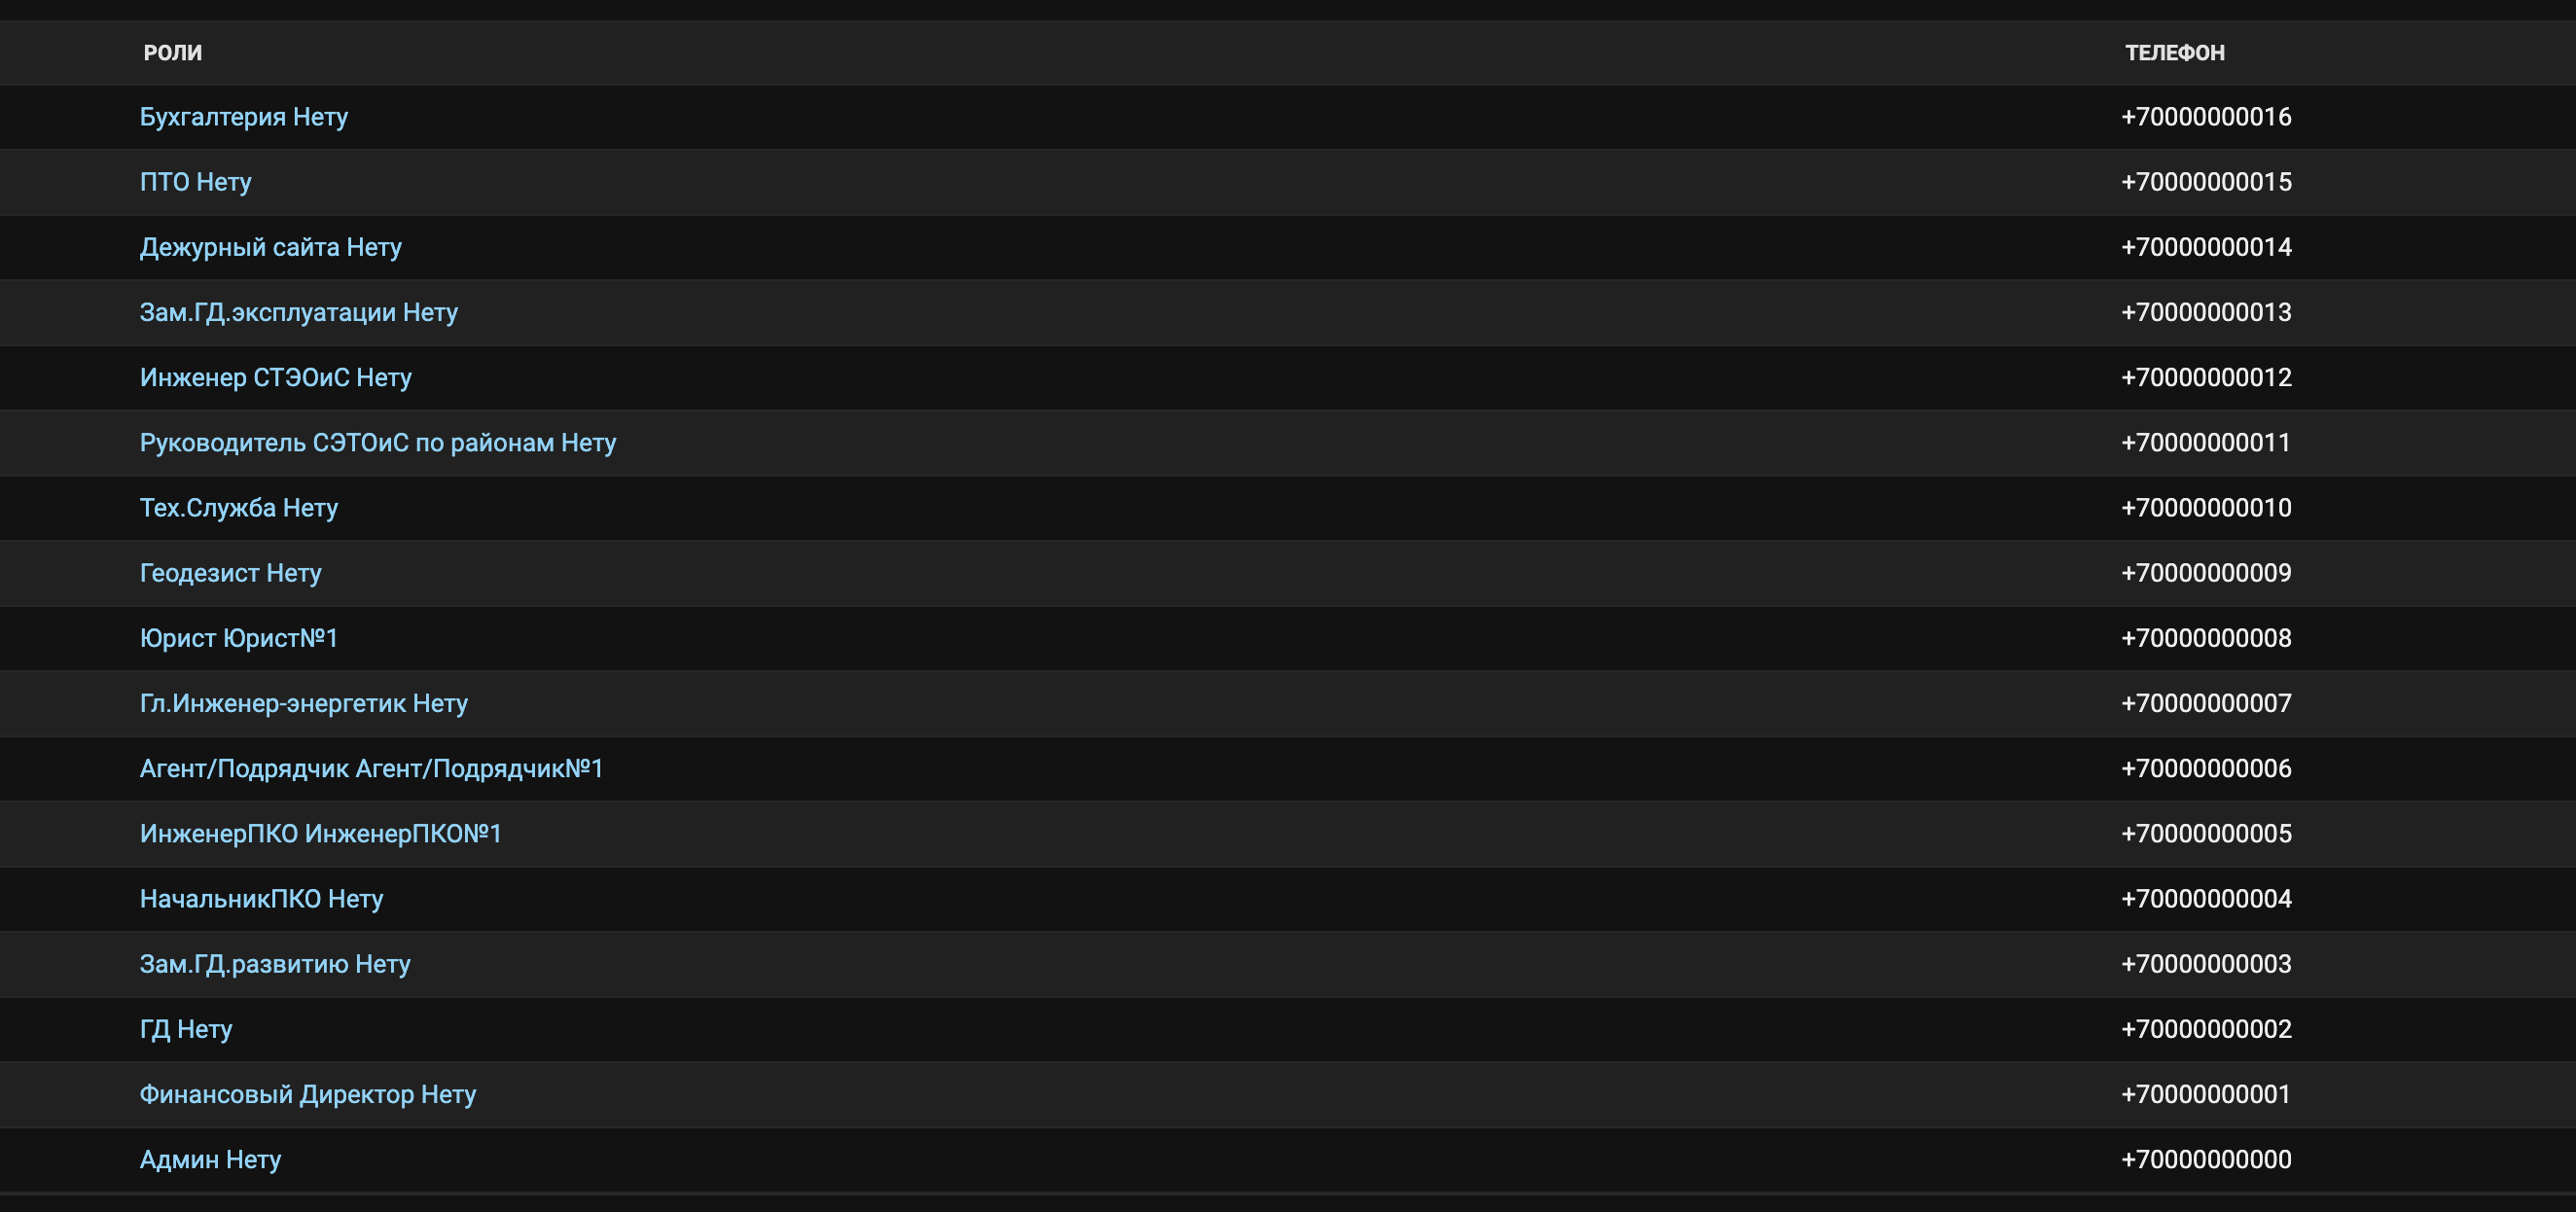 РОЛИ ТЕЛЕФОН
Бухгалтерия Нету +70000000016
ПТО Нету +70000000015
Дежурный сайта Нету +70000000014
Зам.ГД.эксплуатации Нету +70000000013
Инженер СТЭОиС Нету +70000000012
Руководитель СЭТОиС по районам Нету +70000000011
Тех.Служба Нету +70000000010
Геодезист Нету +70000000009
Юрист Юрист№1 +70000000008
Гл.Инженер-энергетик Нету +70000000007
Агент/Подрядчик Агент/Подрядчик№1 +70000000006
ИнженерПКО ИнженерПКО№1 +70000000005
НачальникПКО Нету +70000000004
Зам.ГД.развитию Нету +70000000003
ГД Нету +70000000002
Финансовый Директор Нету +70000000001
Админ Нету +70000000000